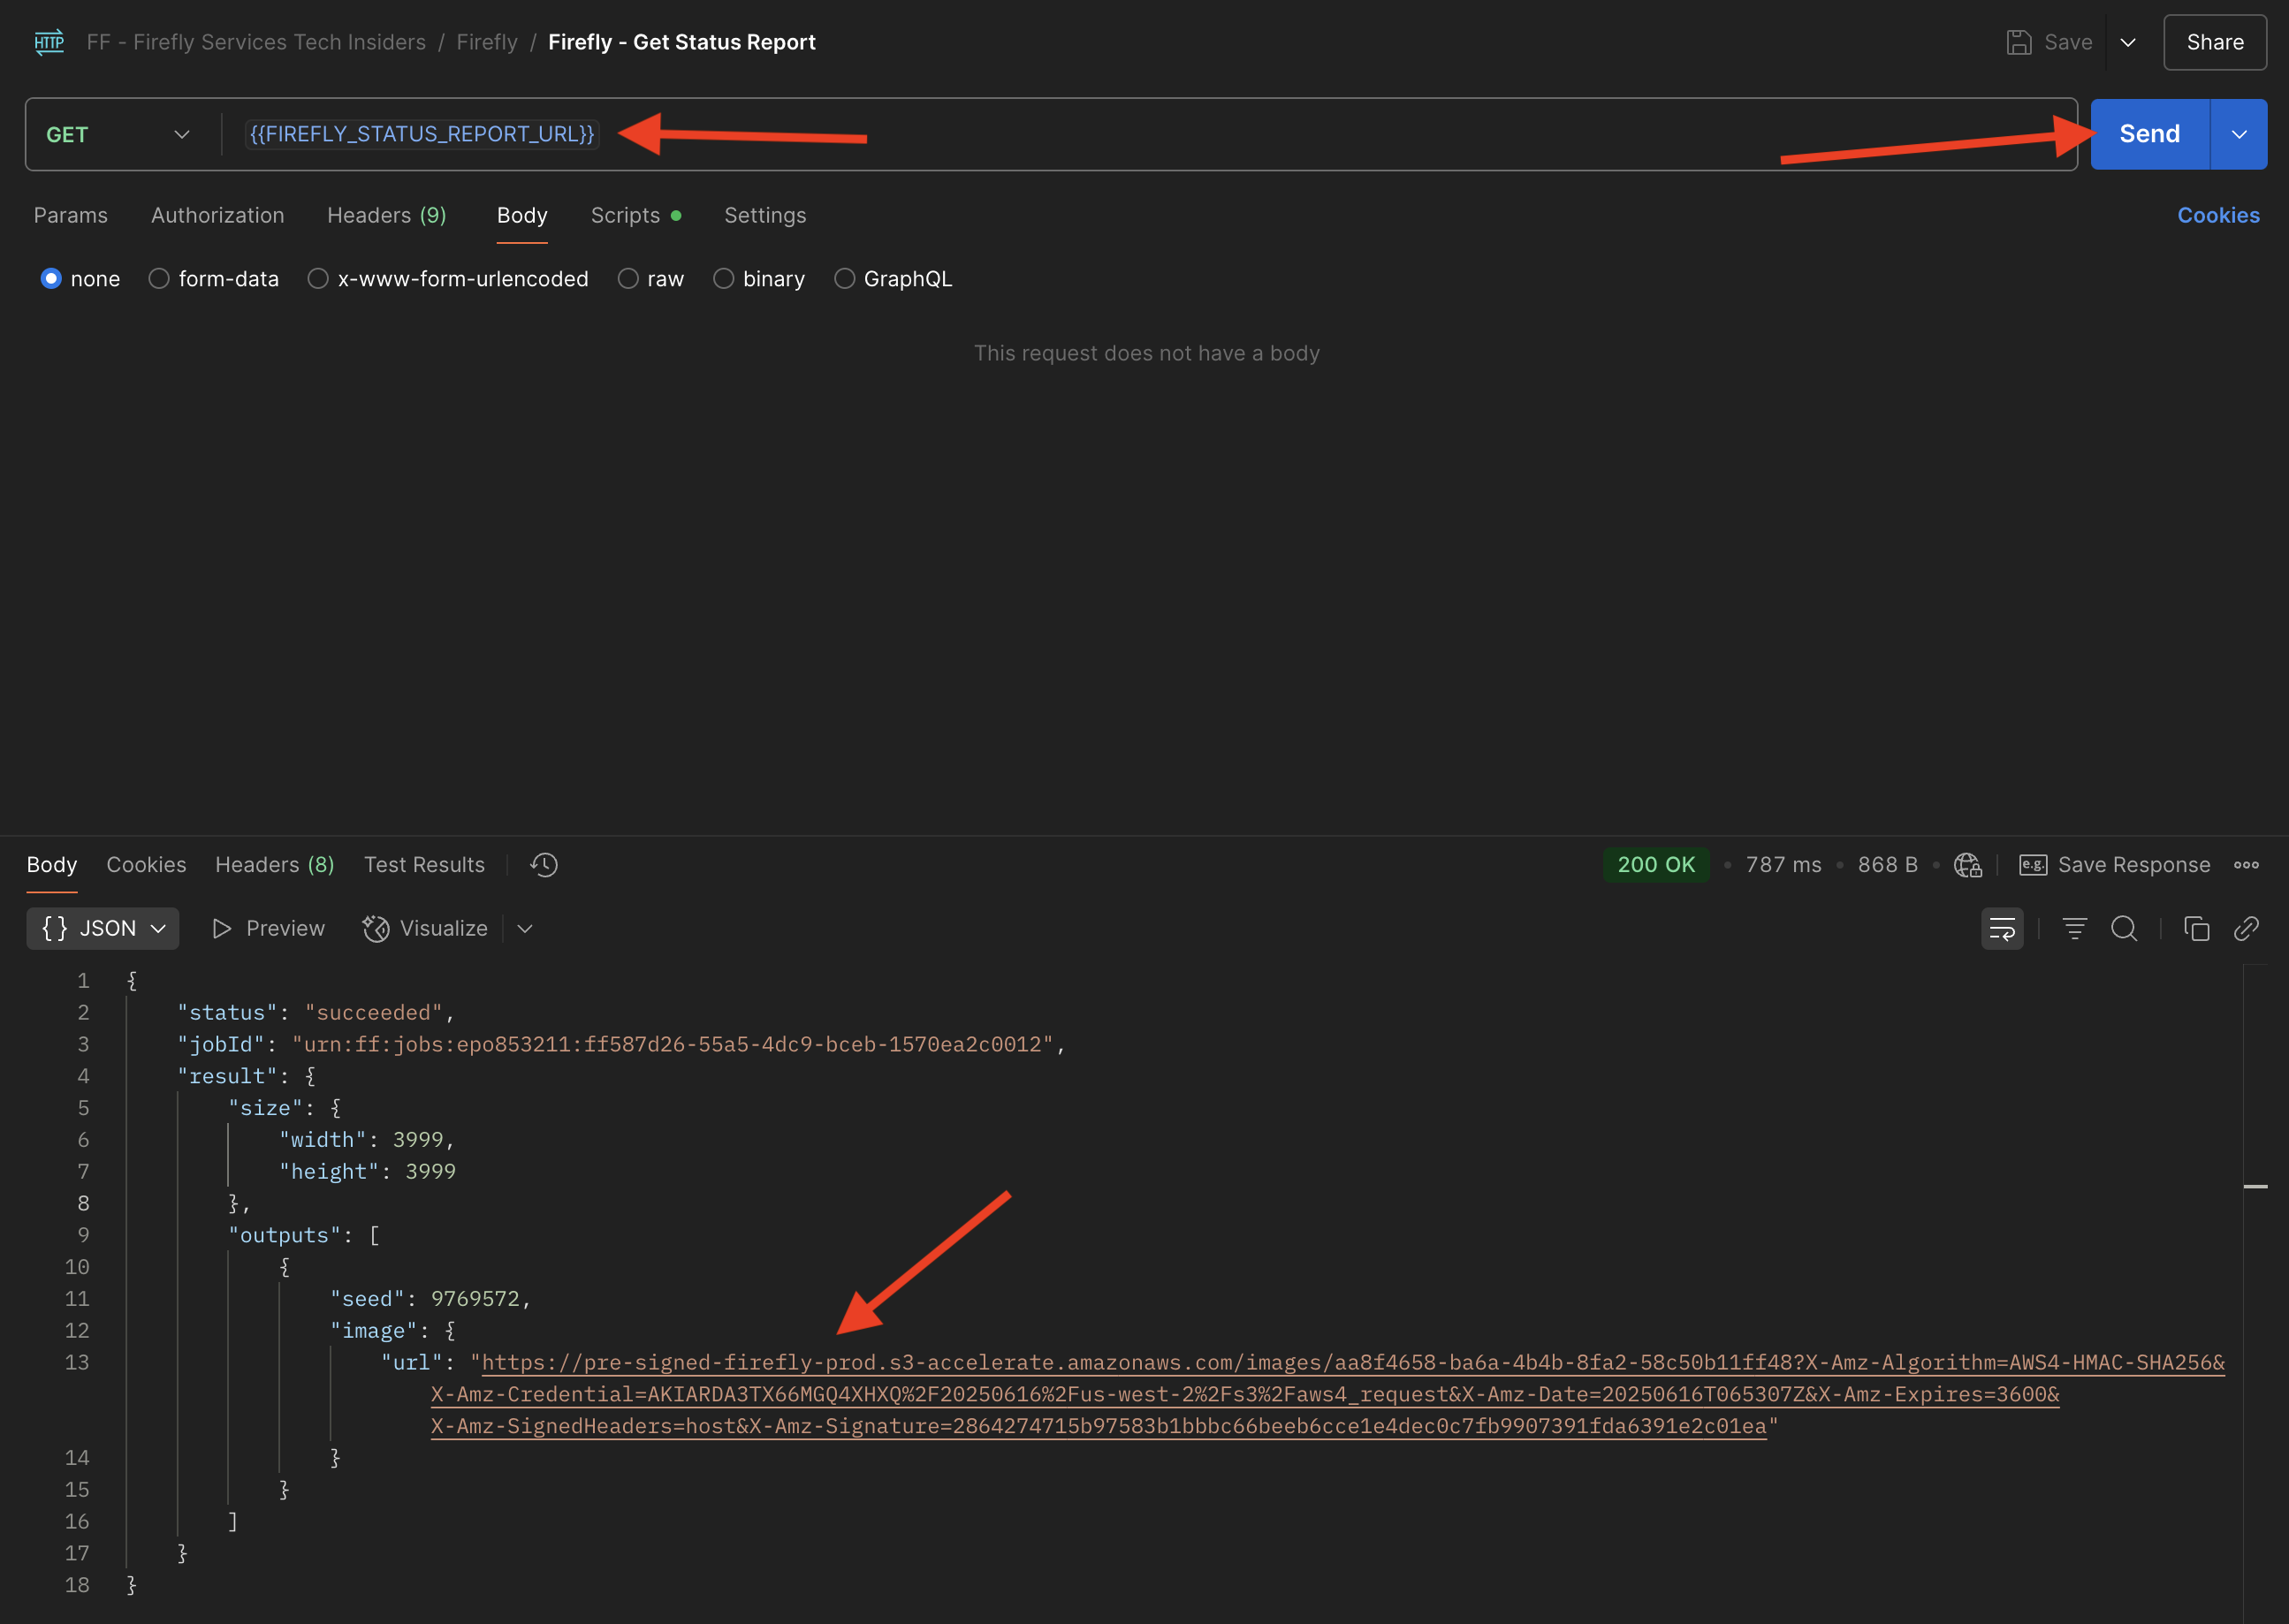 HTTP FF - Firefly Services Tech Insiders / Firefly / Firefly - Get Status Report Save Share
GET {{FIREFLY_STATUS_REPORT_URL}} Send
Params Authorization Headers (9) Body Scripts Settings Cookies
none form-data x-www-form-urlencoded raw binary GraphQL
This request does not have a body
Body Cookies Headers (8) Test Results 200 OK • 787 ms • 868 B • e.g. Save Response
{} JSON Preview Visualize
1 {
2 "status": "succeeded",
3 "jobId": "urn:ff:jobs:epo853211:ff587d26-55a5-4dc9-bceb-1570ea2c0012",
4 "result": {
5 "size": {
6 "width": 3999,
7 "height": 3999
8 },
9 "outputs": [
10 {
11 "seed": 9769572,
12 "image": {
13 "url": "https://pre-signed-firefly-prod.s3-accelerate.amazonaws.com/images/aa8f4658-ba6a-4b4b-8fa2-58c50b11ff48?X-Amz-Algorithm=AWS4-HMAC-SHA256&
X-Amz-Credential=AKIARDA3TX66MGQ4XHXQ%2F20250616%2Fus-west-2%2Fs3%2Faws4_request&X-Amz-Date=20250616T065307Z&X-Amz-Expires=3600&
X-Amz-SignedHeaders=host&X-Amz-Signature=2864274715b97583b1bbbc66beeb6cce1e4dec0c7fb9907391fda6391e2c01ea"
14 }
15 }
16 ]
17 }
18 }